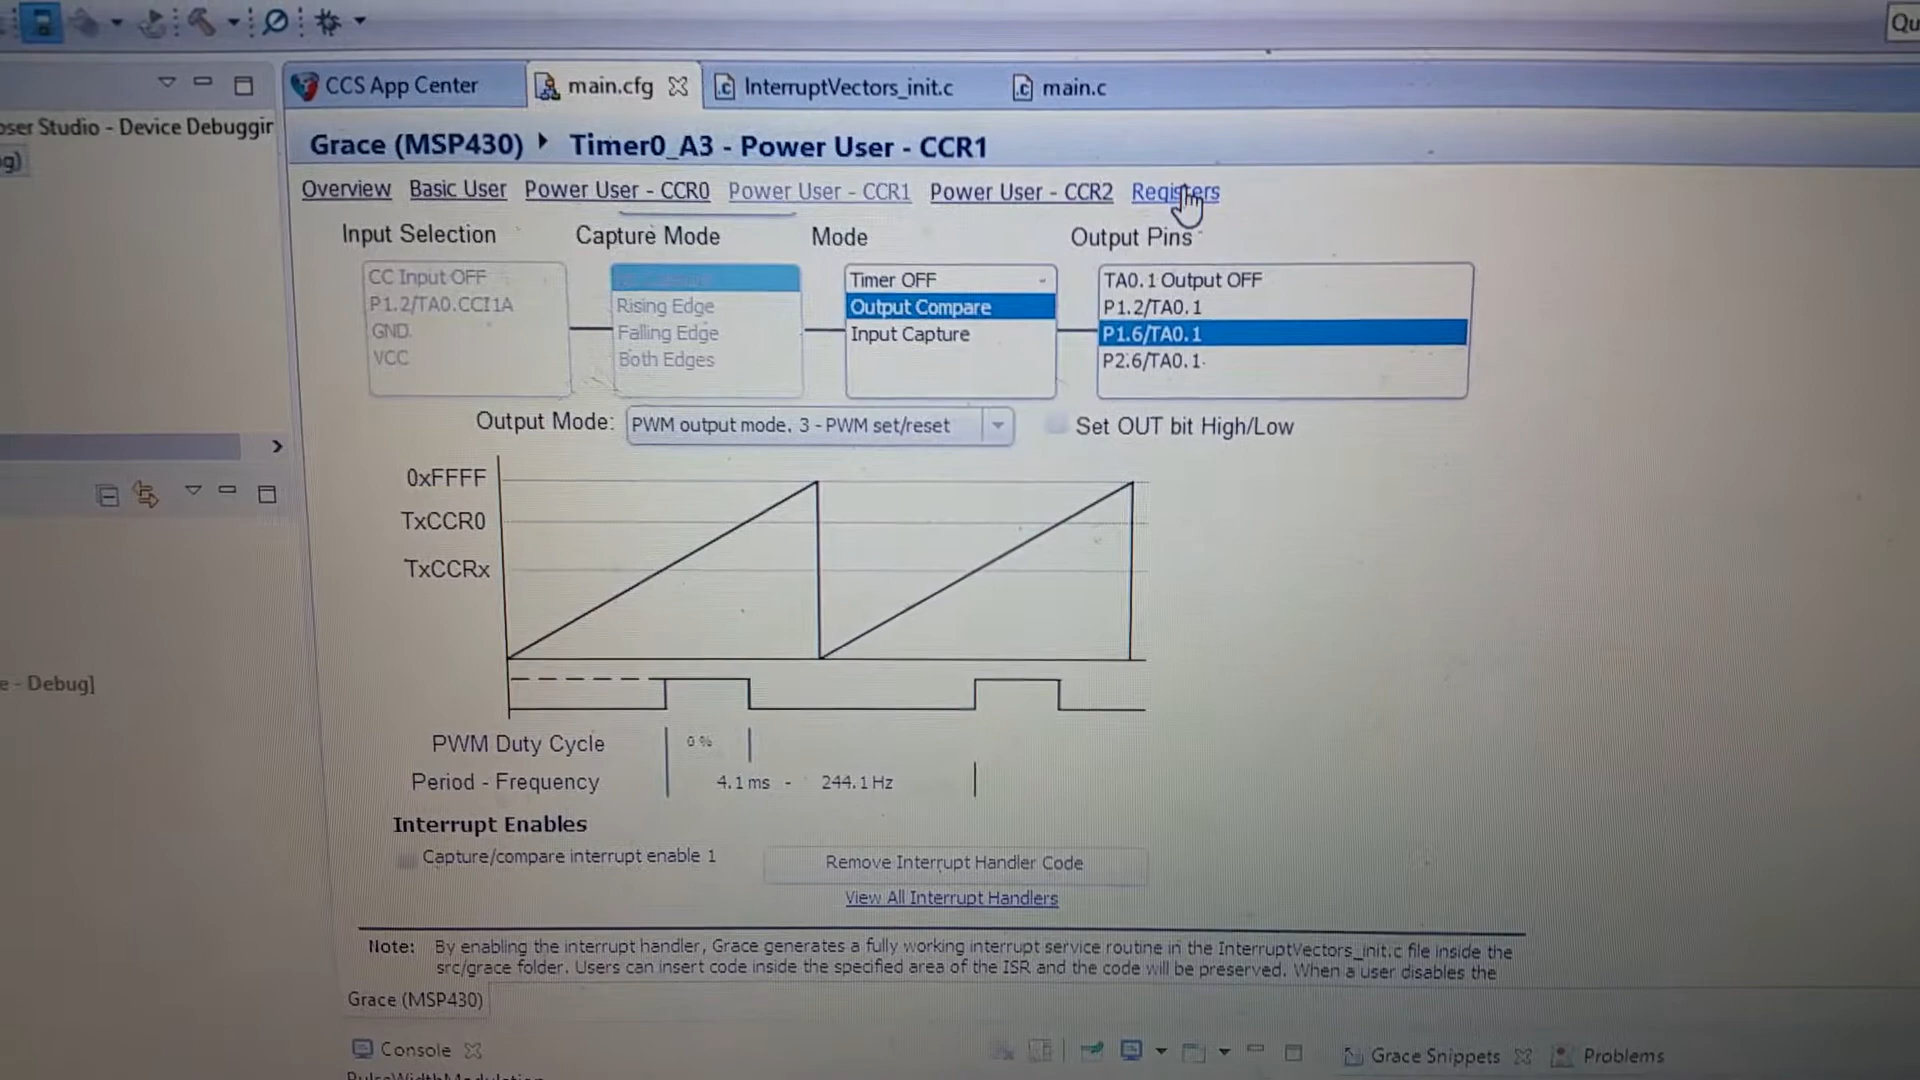 Qu
CCS App Center
main.cfg
InterruptVectors_init.c
main.c
oser Studio - Device Debuggir
g)
Grace (MSP430) Timer0_A3 - Power User - CCR1
Overview Basic User Power User - CCR0 Power User - CCR1 Power User - CCR2 Registers
Input Selection Capture Mode Mode Output Pins
CC Input OFF
P1.2/TA0.CCI1A
GND
VCC
Rising Edge
Falling Edge
Both Edges
Timer OFF
Output Compare
Input Capture
TA0.1 Output OFF
P1.2/TA0.1
P1.6/TA0.1
P2.6/TA0.1
Output Mode: PWM output mode. 3 - PWM set/reset Set OUT bit High/Low
0xFFFF
TxCCR0
TxCCRx
e - Debug]
PWM Duty Cycle 0 %
Period - Frequency 4.1 ms - 244.1 Hz
Interrupt Enables
Capture/compare interrupt enable 1 Remove Interrupt Handler Code
View All Interrupt Handlers
Note: By enabling the interrupt handler, Grace generates a fully working interrupt service routine in the InterruptVectors_init.c file inside the
src/grace folder. Users can insert code inside the specified area of the ISR and the code will be preserved. When a user disables the
Grace (MSP430)
Console
Grace Snippets
Problems
PulseWidthModulation